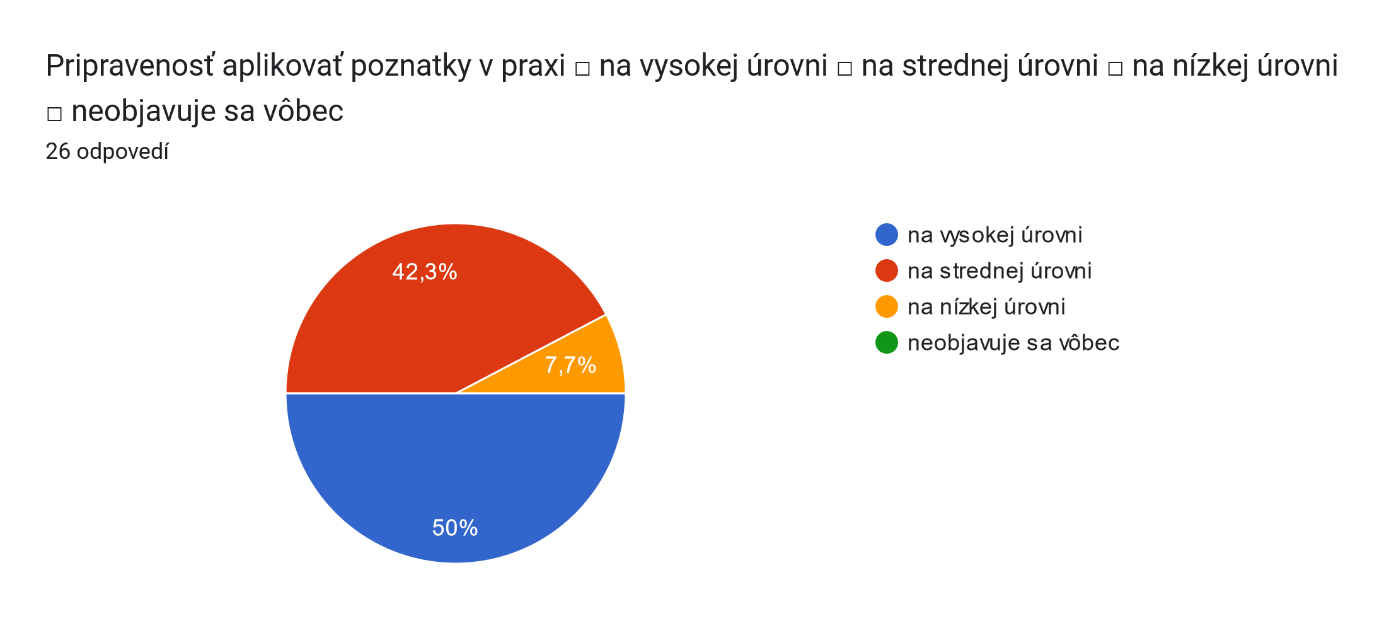 Pripravenosť aplikovať poznatky v praxi □ na vysokej úrovni □ na strednej úrovni □ na nízkej úrovni
□ neobjavuje sa vôbec
26 odpovedí
42,3%
7,7%
50%
na vysokej úrovni
na strednej úrovni
na nízkej úrovni
neobjavuje sa vôbec